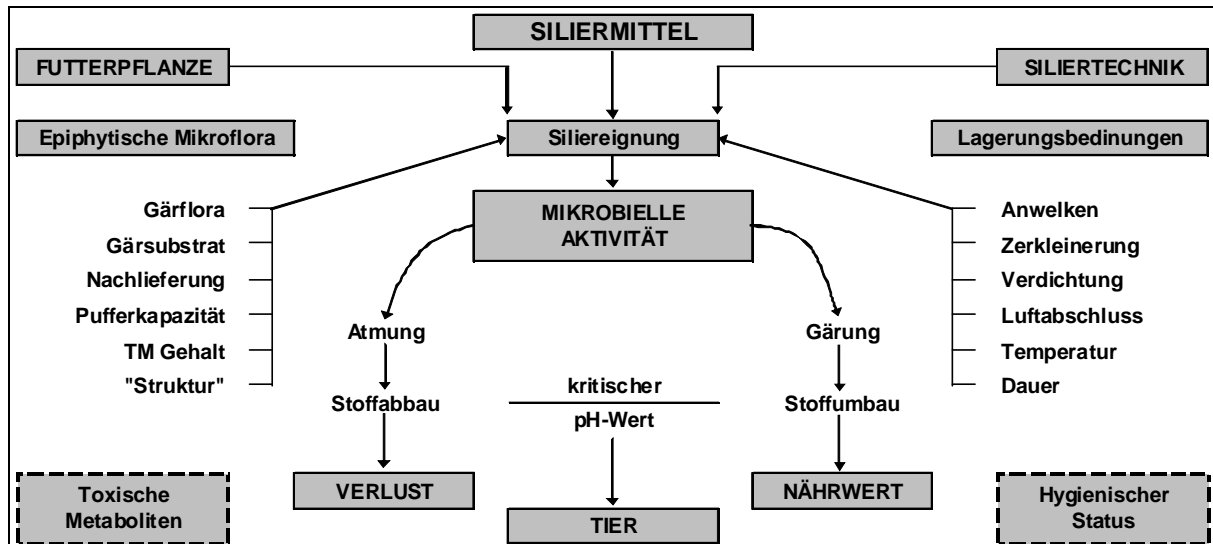 SILIERMITTEL
FUTTERPFLANZE
SILIERTECHNIK
Epiphytische Mikroflora
Siliereignung
Lagerungsbedinungen
Gärflora
Gärsubstrat
Nachlieferung
Pufferkapazität
TM Gehalt
"Struktur"
MIKROBIELLE
AKTIVITÄT
Anwelken
Zerkleinerung
Verdichtung
Luftabschluss
Temperatur
Dauer
Atmung
Gärung
Stoffabbau
kritischer
pH-Wert
Stoffumbau
Toxische
Metaboliten
VERLUST
TIER
NÄHRWERT
Hygienischer
Status